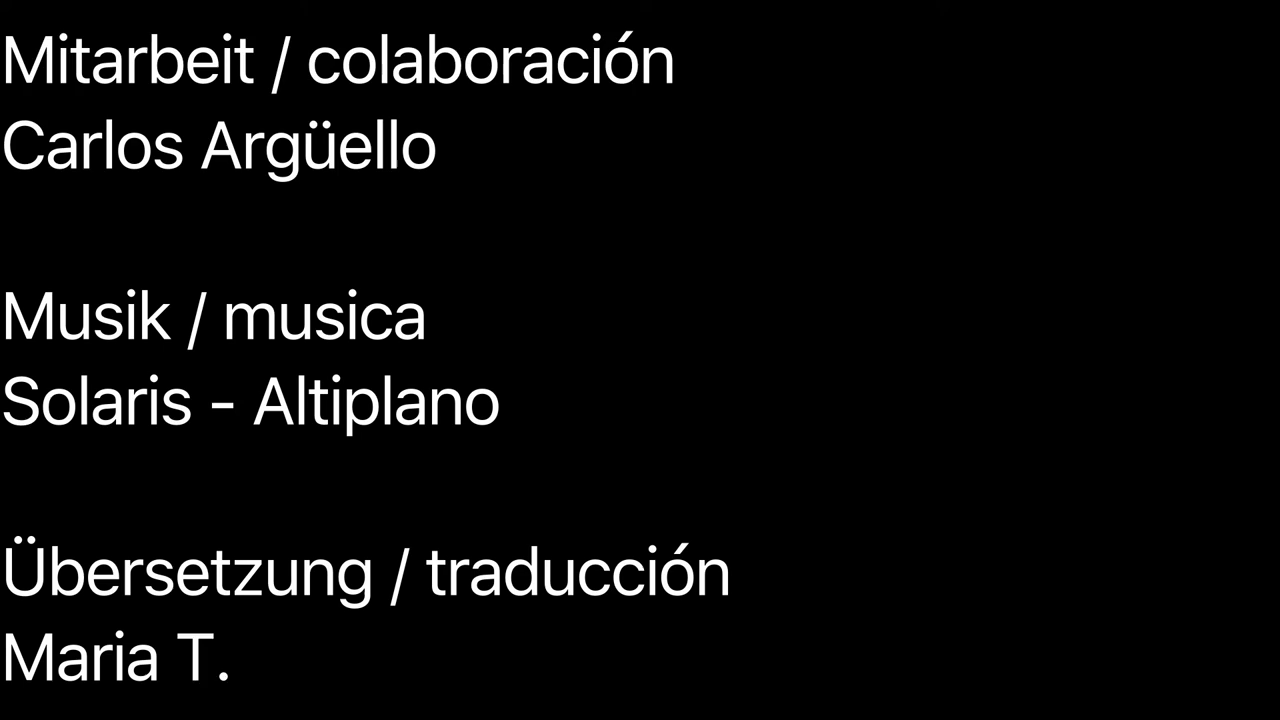 Mitarbeit / colaboración
Carlos Argüello
Musik / musica
Solaris - Altiplano
Übersetzung / traducción
Maria T.